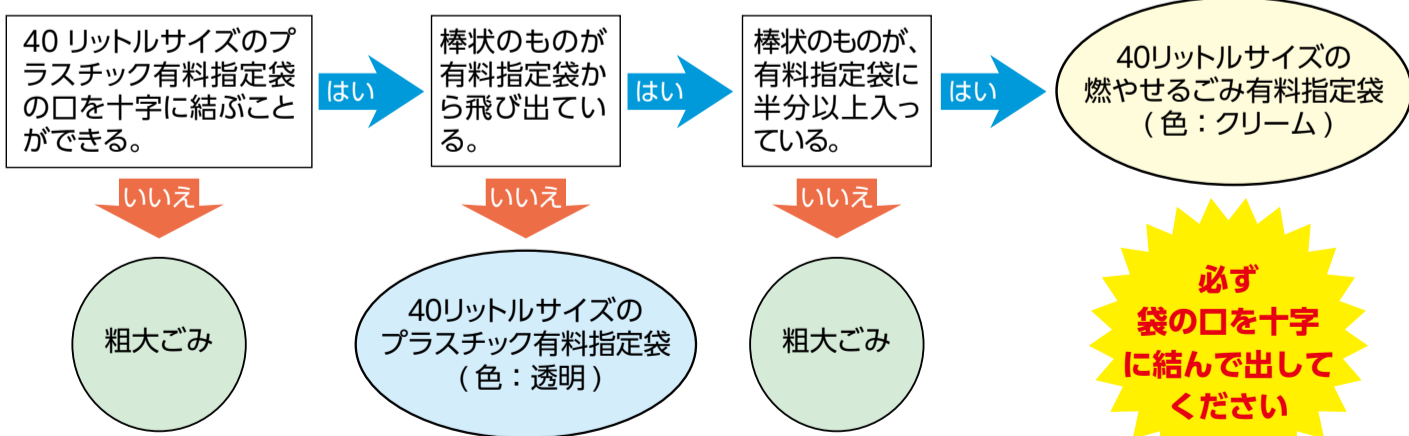 40 リットルサイズのプ
ラスチック有料指定袋
の口を十字に結ぶこと
ができる。
はい
棒状のものが
有料指定袋か
ら飛び出てい
る。
はい
棒状のものが、
有料指定袋に
半分以上入っ
ている。
はい
40リットルサイズの
燃やせるごみ有料指定袋
( 色：クリーム )
いいえ
いいえ
いいえ
粗大ごみ
40リットルサイズの
プラスチック有料指定袋
( 色：透明 )
粗大ごみ
必ず
袋の口を十字
に結んで出して
ください